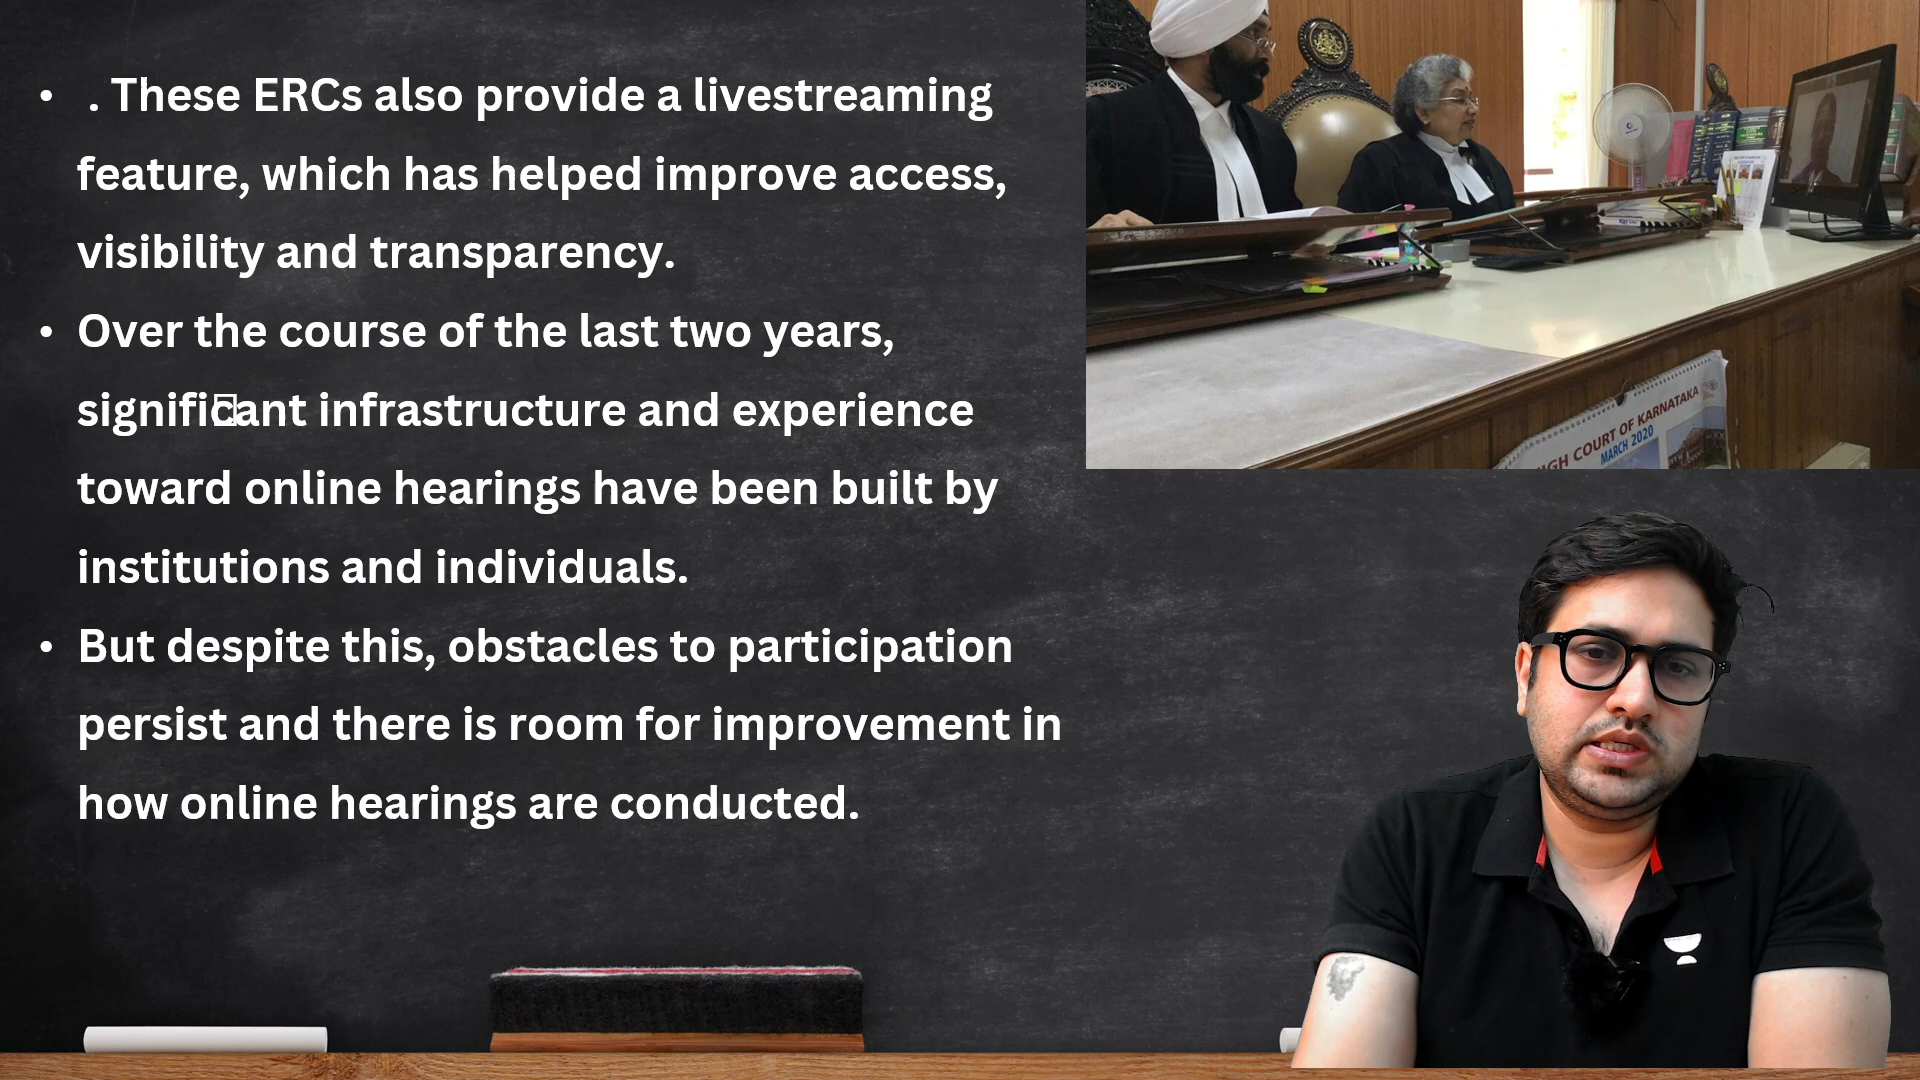 • . These ERCs also provide a livestreaming
feature, which has helped improve access,
visibility and transparency.
• Over the course of the last two years,
significant infrastructure and experience
toward online hearings have been built by
institutions and individuals.
• But despite this, obstacles to participation
persist and there is room for improvement in
how online hearings are conducted.
HIGH COURT OF KARNATAKA
MARCH 2020